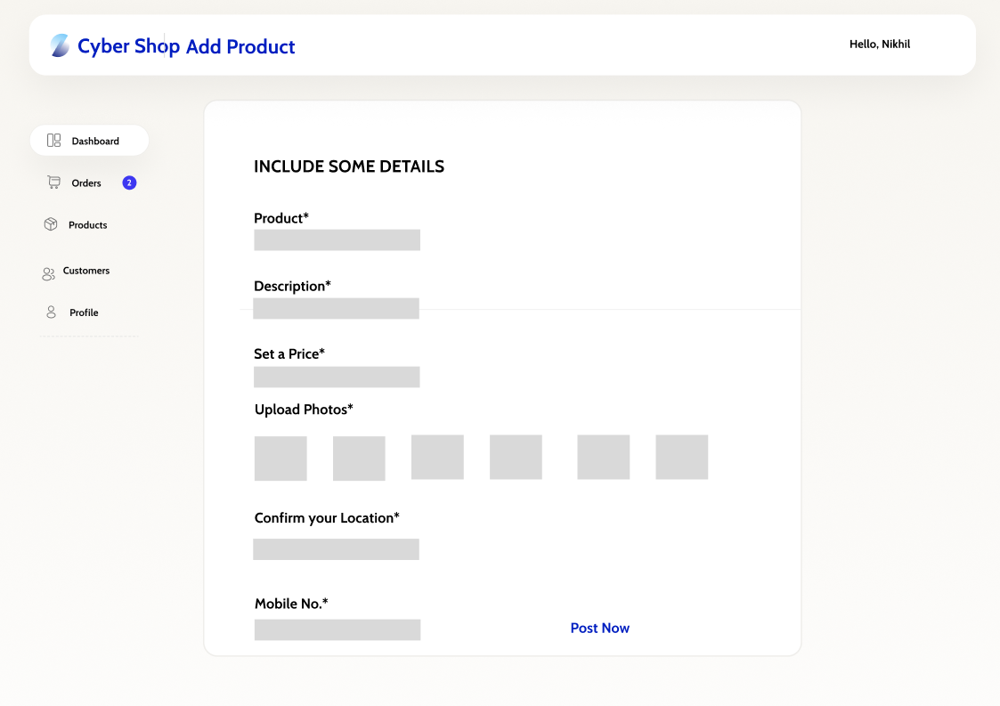 Cyber Shop Add Product
Hello, Nikhil
Dashboard
Orders 2
Products
Customers
Profile
INCLUDE SOME DETAILS
Product*
Description*
Set a Price*
Upload Photos*
Confirm your Location*
Mobile No.*
Post Now